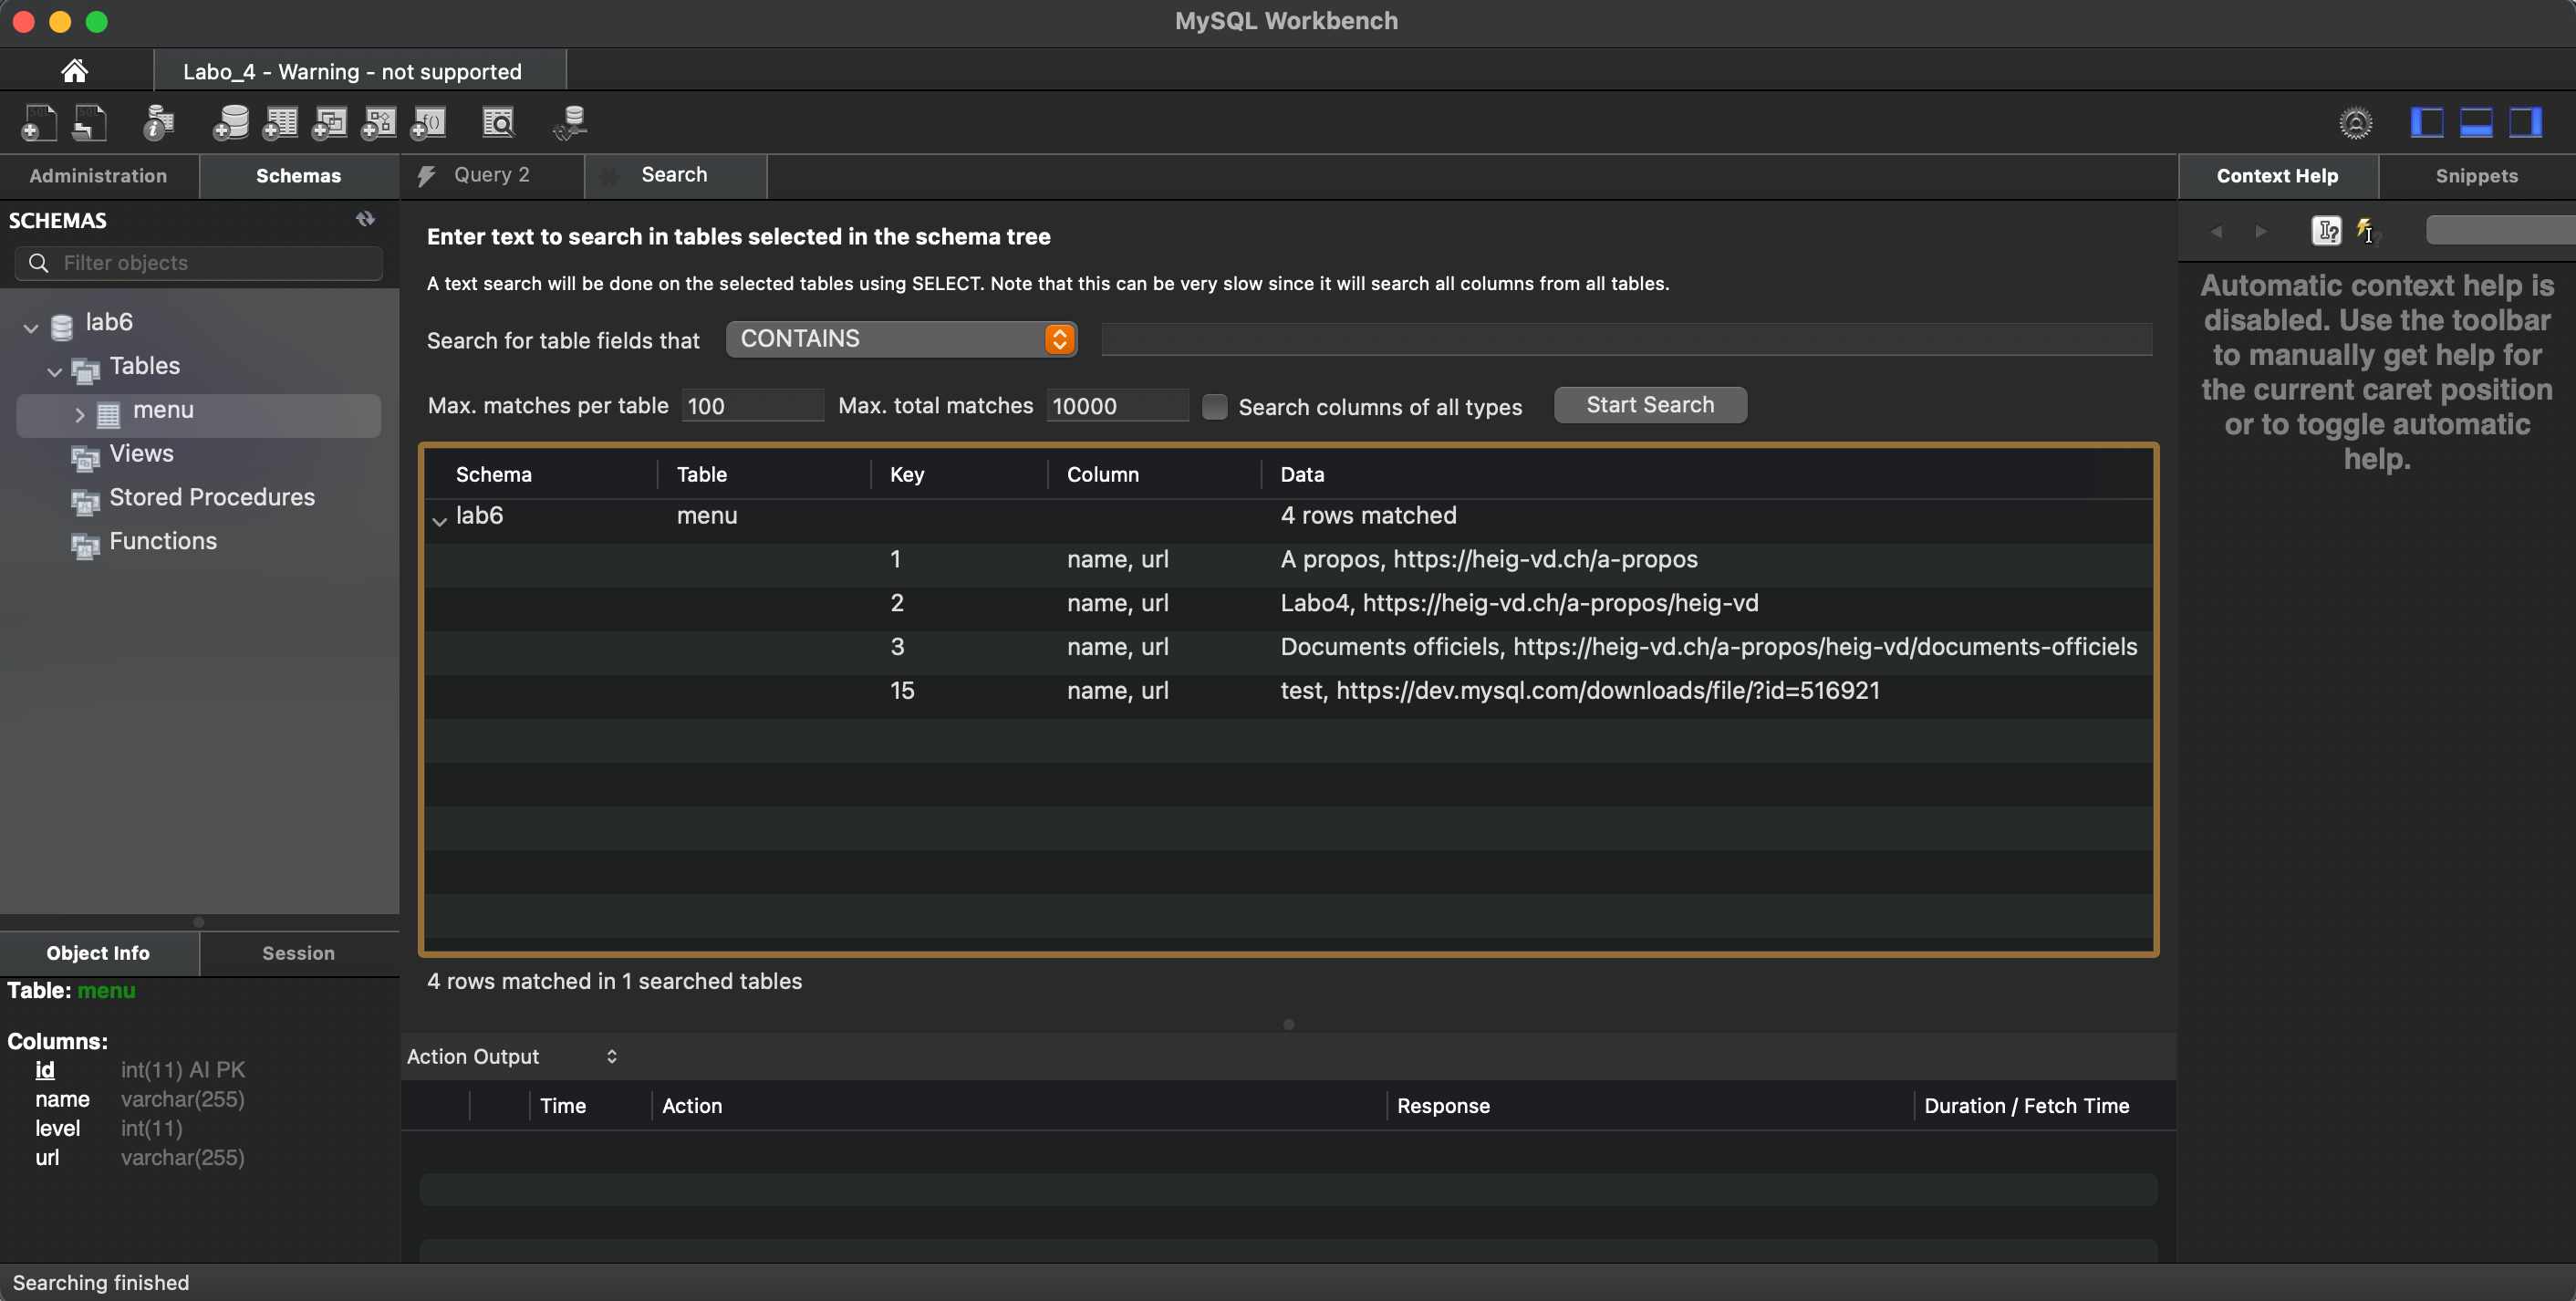 MySQL Workbench
Labo_4 - Warning - not supported
Administration
Schemas
Query 2
Search
Context Help
Snippets
SCHEMAS
Filter objects
lab6
Tables
menu
Views
Stored Procedures
Functions
Enter text to search in tables selected in the schema tree
A text search will be done on the selected tables using SELECT. Note that this can be very slow since it will search all columns from all tables.
Search for table fields that CONTAINS
Max. matches per table 100 Max. total matches 10000 Search columns of all types Start Search
Schema Table Key Column Data
lab6 menu 4 rows matched
1 name, url A propos, https://heig-vd.ch/a-propos
2 name, url Labo4, https://heig-vd.ch/a-propos/heig-vd
3 name, url Documents officiels, https://heig-vd.ch/a-propos/heig-vd/documents-officiels
15 name, url test, https://dev.mysql.com/downloads/file/?id=516921
4 rows matched in 1 searched tables
Automatic context help is
disabled. Use the toolbar
to manually get help for
the current caret position
or to toggle automatic
help.
Object Info
Session
Table: menu
Columns:
id int(11) AI PK
name varchar(255)
level int(11)
url varchar(255)
Action Output
Time Action Response Duration / Fetch Time
Searching finished